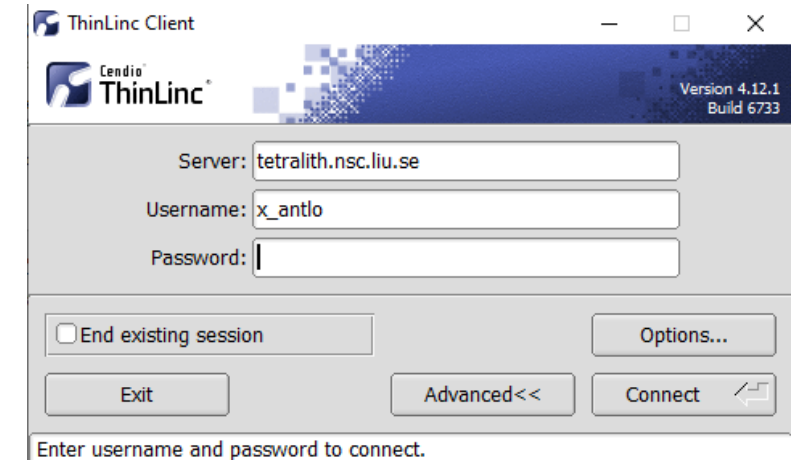 ThinLinc Client
Cendio
ThinLinc
Version 4.12.1
Build 6733
Server: tetralith.nsc.liu.se
Username: x_antlo
Password:
End existing session
Options...
Exit
Advanced<<
Connect
Enter username and password to connect.